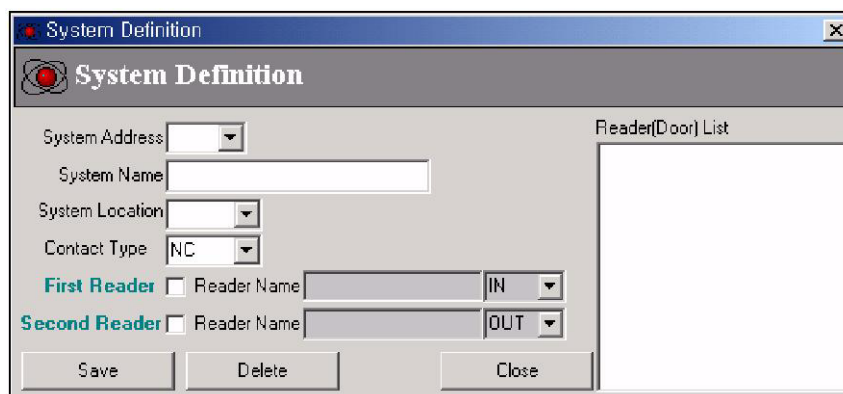 System Definition
System Definition
System Address
System Name
System Location
Contact Type NC
First Reader Reader Name IN
Second Reader Reader Name OUT
Save Delete Close
Reader(Door) List